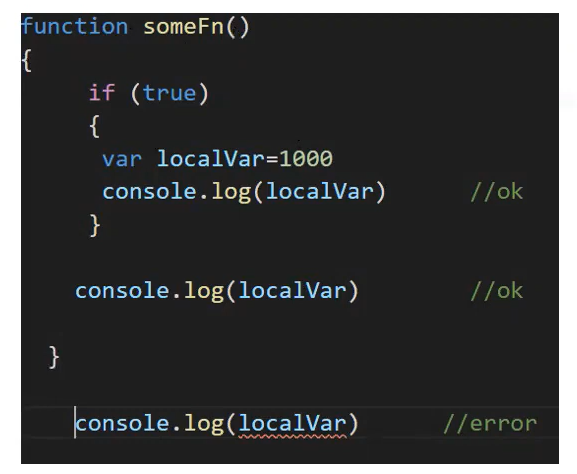 function someFn()
{
if (true)
{
var localVar=1000
console.log(localVar) //ok
}
console.log(localVar) //ok
}
console.log(localVar) //error